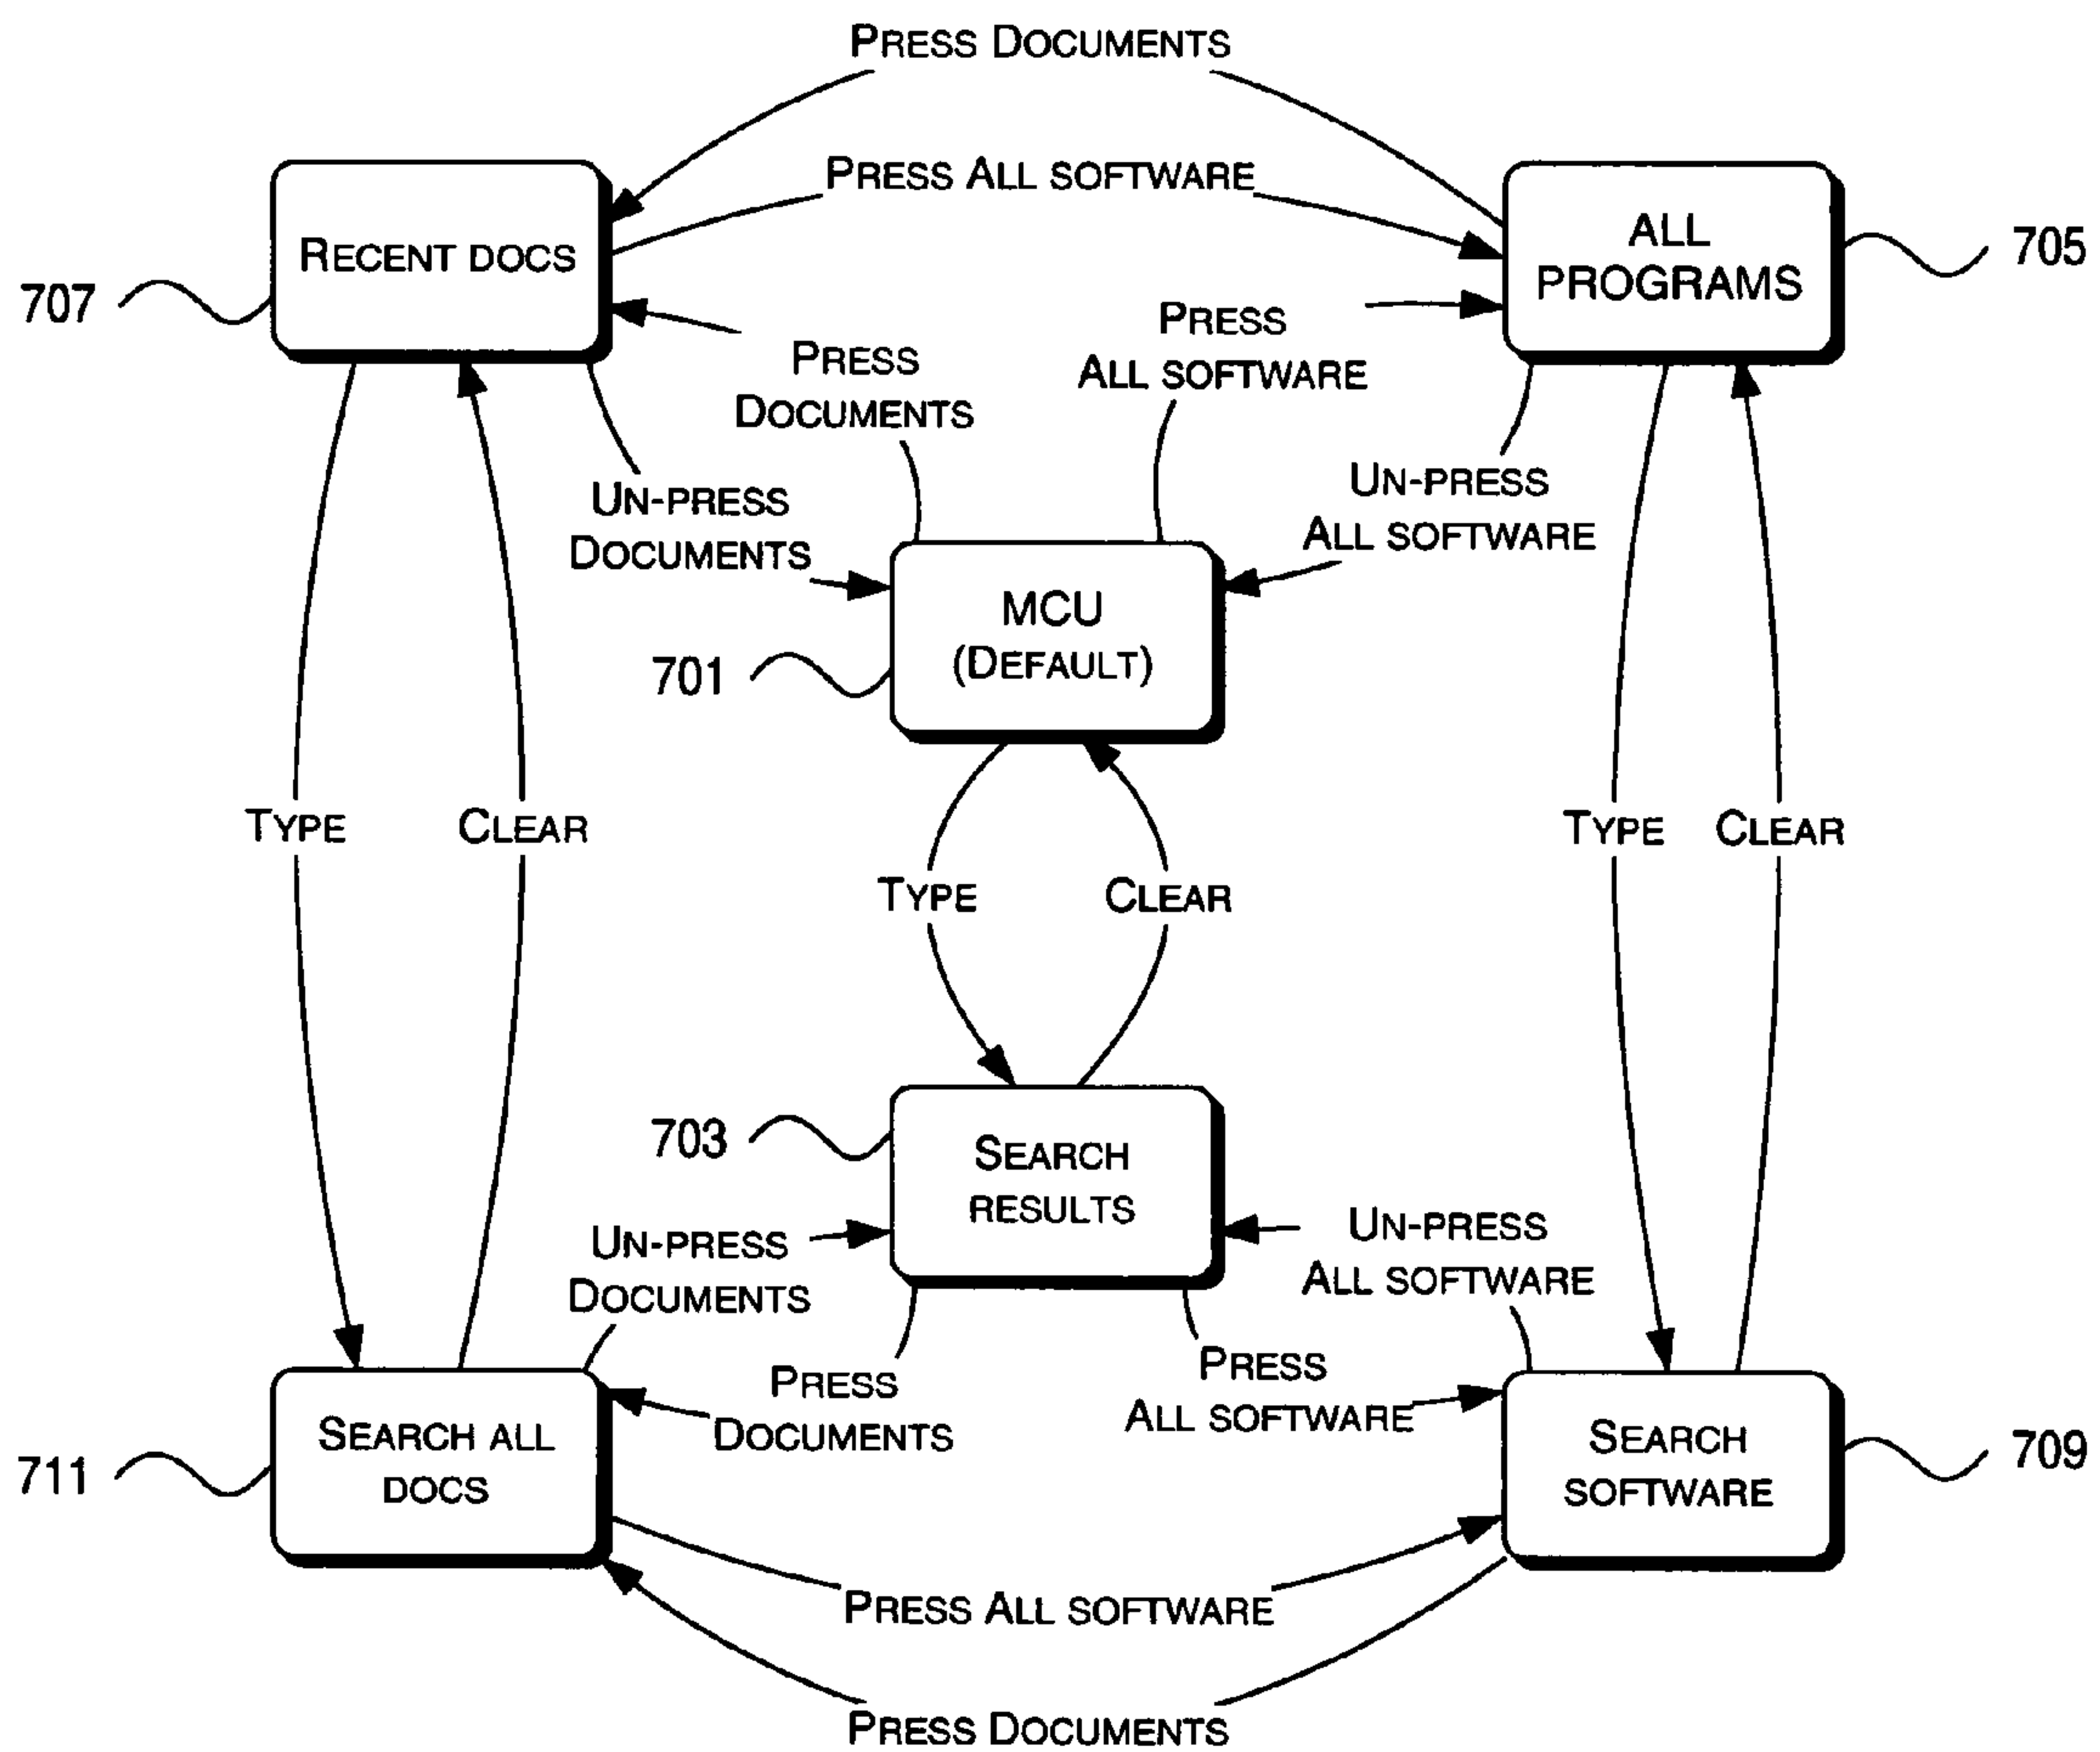 PRESS DOCUMENTS
PRESS ALL SOFTWARE
RECENT DOCS
ALL
PROGRAMS
705
707
PRESS
ALL SOFTWARE
PRESS
DOCUMENTS
UN-PRESS
DOCUMENTS
UN-PRESS
ALL SOFTWARE
MCU
(DEFAULT)
701
TYPE
CLEAR
TYPE
CLEAR
TYPE
CLEAR
703
SEARCH
RESULTS
UN-PRESS
DOCUMENTS
UN-PRESS
ALL SOFTWARE
PRESS
DOCUMENTS
PRESS
ALL SOFTWARE
SEARCH ALL
DOCS
711
SEARCH
SOFTWARE
709
PRESS ALL SOFTWARE
PRESS DOCUMENTS